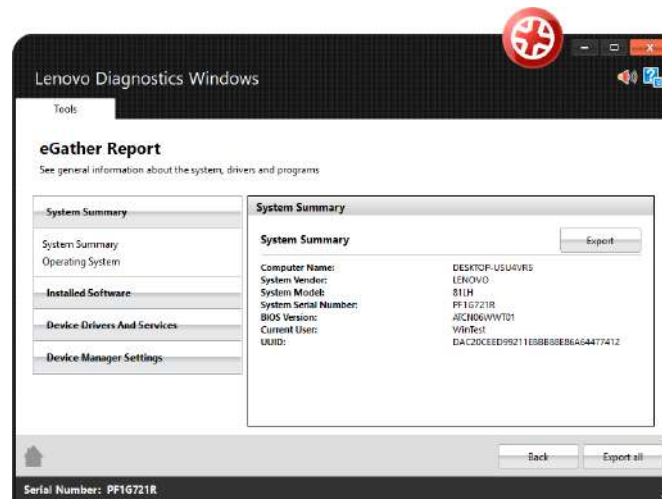 Lenovo Diagnostics Windows
Tools
eGather Report
See general information about the system, drivers and programs
System Summary
System Summary
Operating System
Installed Software
Device Drivers And Services
Device Manager Settings
System Summary
System Summary
Export
Computer Name: DESKTOP-USU4VR5
System Vendor: LENOVO
System Model: 81LH
System Serial Number: PF1G721R
BIOS Version:
Current User: WinTest
UUID:
Back
Export all
Serial Number: PF1G721R